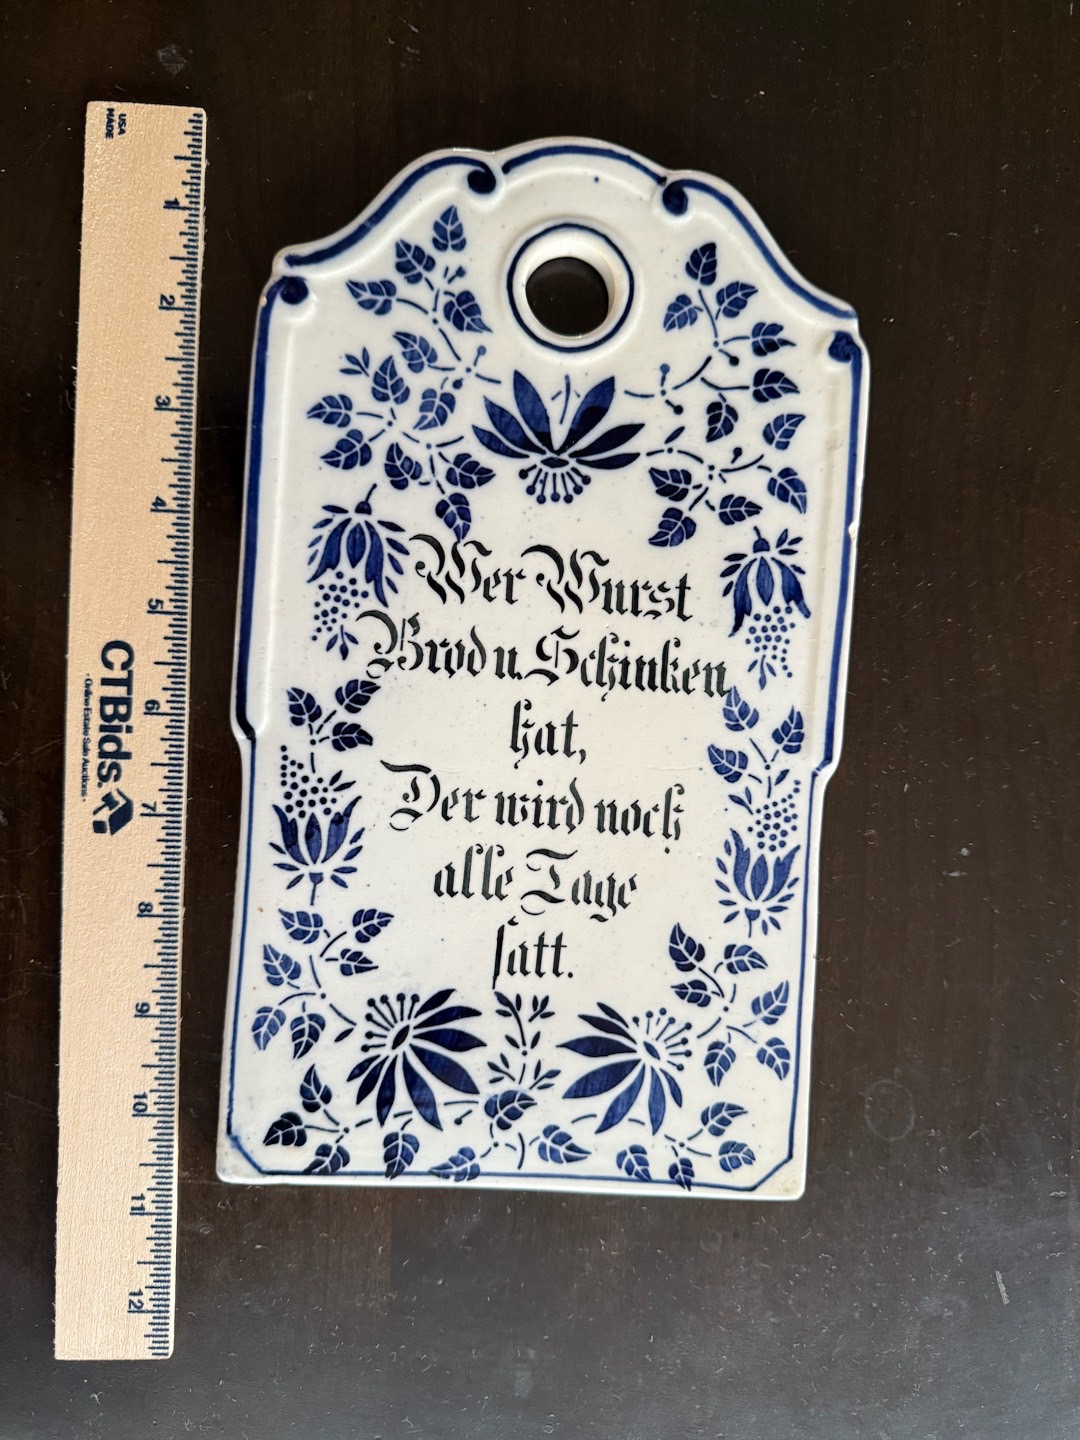 Wer Wurst
Brod u. Schinken
hat,
Der wird noch
alle Tage
satt.
MADE
USA
1
2
3
4
5
6
7
8
9
10
11
12
CTBids
· Online Estate Sale Auctions ·